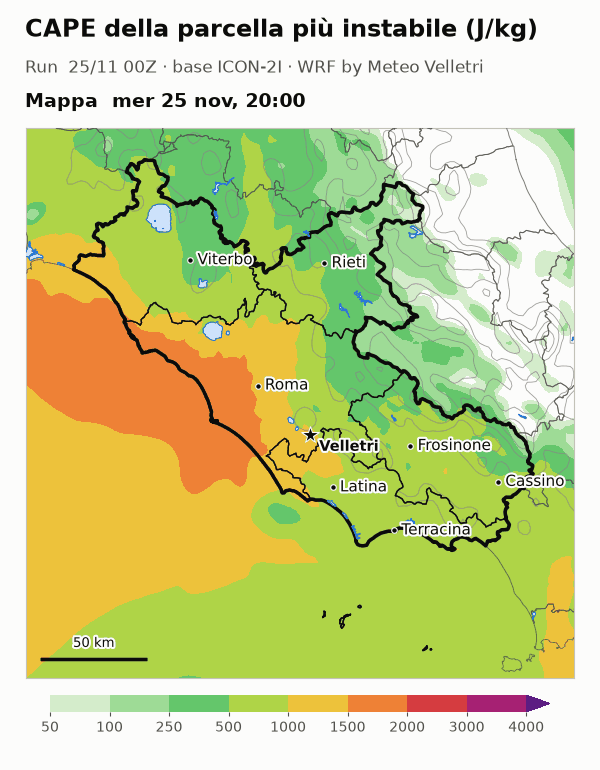 CAPE della parcella più instabile (J/kg)
Run  25/11 00Z · base ICON-2I · WRF by Meteo Velletri
Mappa  mer 25 nov, 20:00
Viterbo
Rieti
Roma
Velletri
Frosinone
Latina
Cassino
Terracina
50 km
50 100 250 500 1000 1500 2000 3000 4000